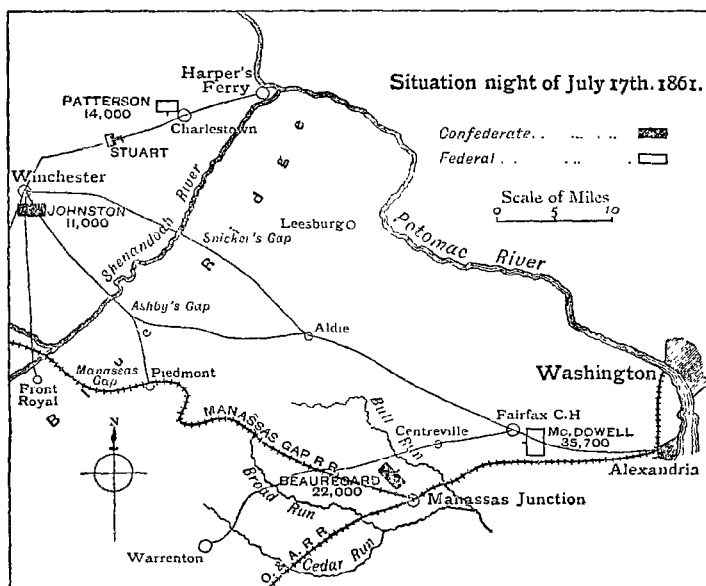 Situation night of July 17th. 1861.
Confederate
Federal
Scale of Miles
0 5 10
Harper's
Ferry
PATTERSON
14,000
Charlestown
STUART
Winchester
JOHNSTON
11,000
Shenandoah River
Blue Ridge
Snicker's Gap
Leesburg
Potomac River
Ashby's Gap
Aldie
Manassas
Gap
Piedmont
Front
Royal
Washington
MANASSAS GAP R.R.
Bull Run
Centreville
Fairfax C.H
Mc.DOWELL
35,700
Alexandria
BEAUREGARD
22,000
Broad Run
Manassas Junction
Warrenton
O. & A. R. R.
Cedar Run
N